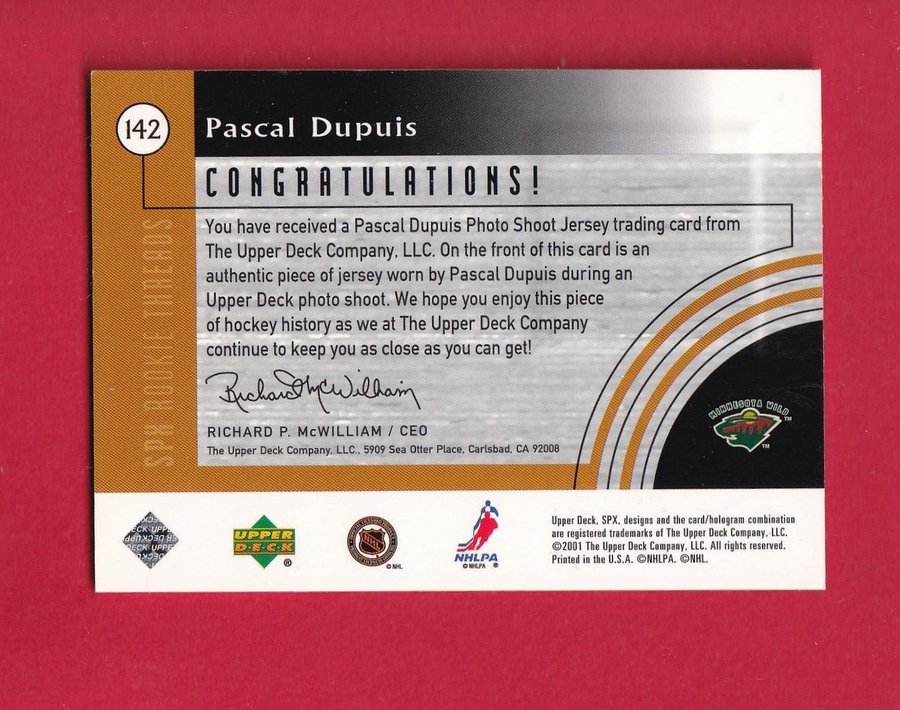 142
Pascal Dupuis
CONGRATULATIONS!
You have received a Pascal Dupuis Photo Shoot Jersey trading card from
The Upper Deck Company, LLC. On the front of this card is an
authentic piece of jersey worn by Pascal Dupuis during an
Upper Deck photo shoot. We hope you enjoy this piece
of hockey history as we at The Upper Deck Company
continue to keep you as close as you can get!
Richard McWilliam
RICHARD P. McWILLIAM / CEO
The Upper Deck Company, LLC., 5909 Sea Otter Place, Carlsbad, CA 92008
SPX ROOKIE THREADS
MINNESOTA WILD
TM
TM
UPPER
DECK
®
NHL
© NHL
NHLPA
© NHLPA ®
Upper Deck, SPX, designs and the card/hologram combination
are registered trademarks of The Upper Deck Company, LLC.
©2001 The Upper Deck Company, LLC. All rights reserved.
Printed in the U.S.A. ©NHLPA. ©NHL.